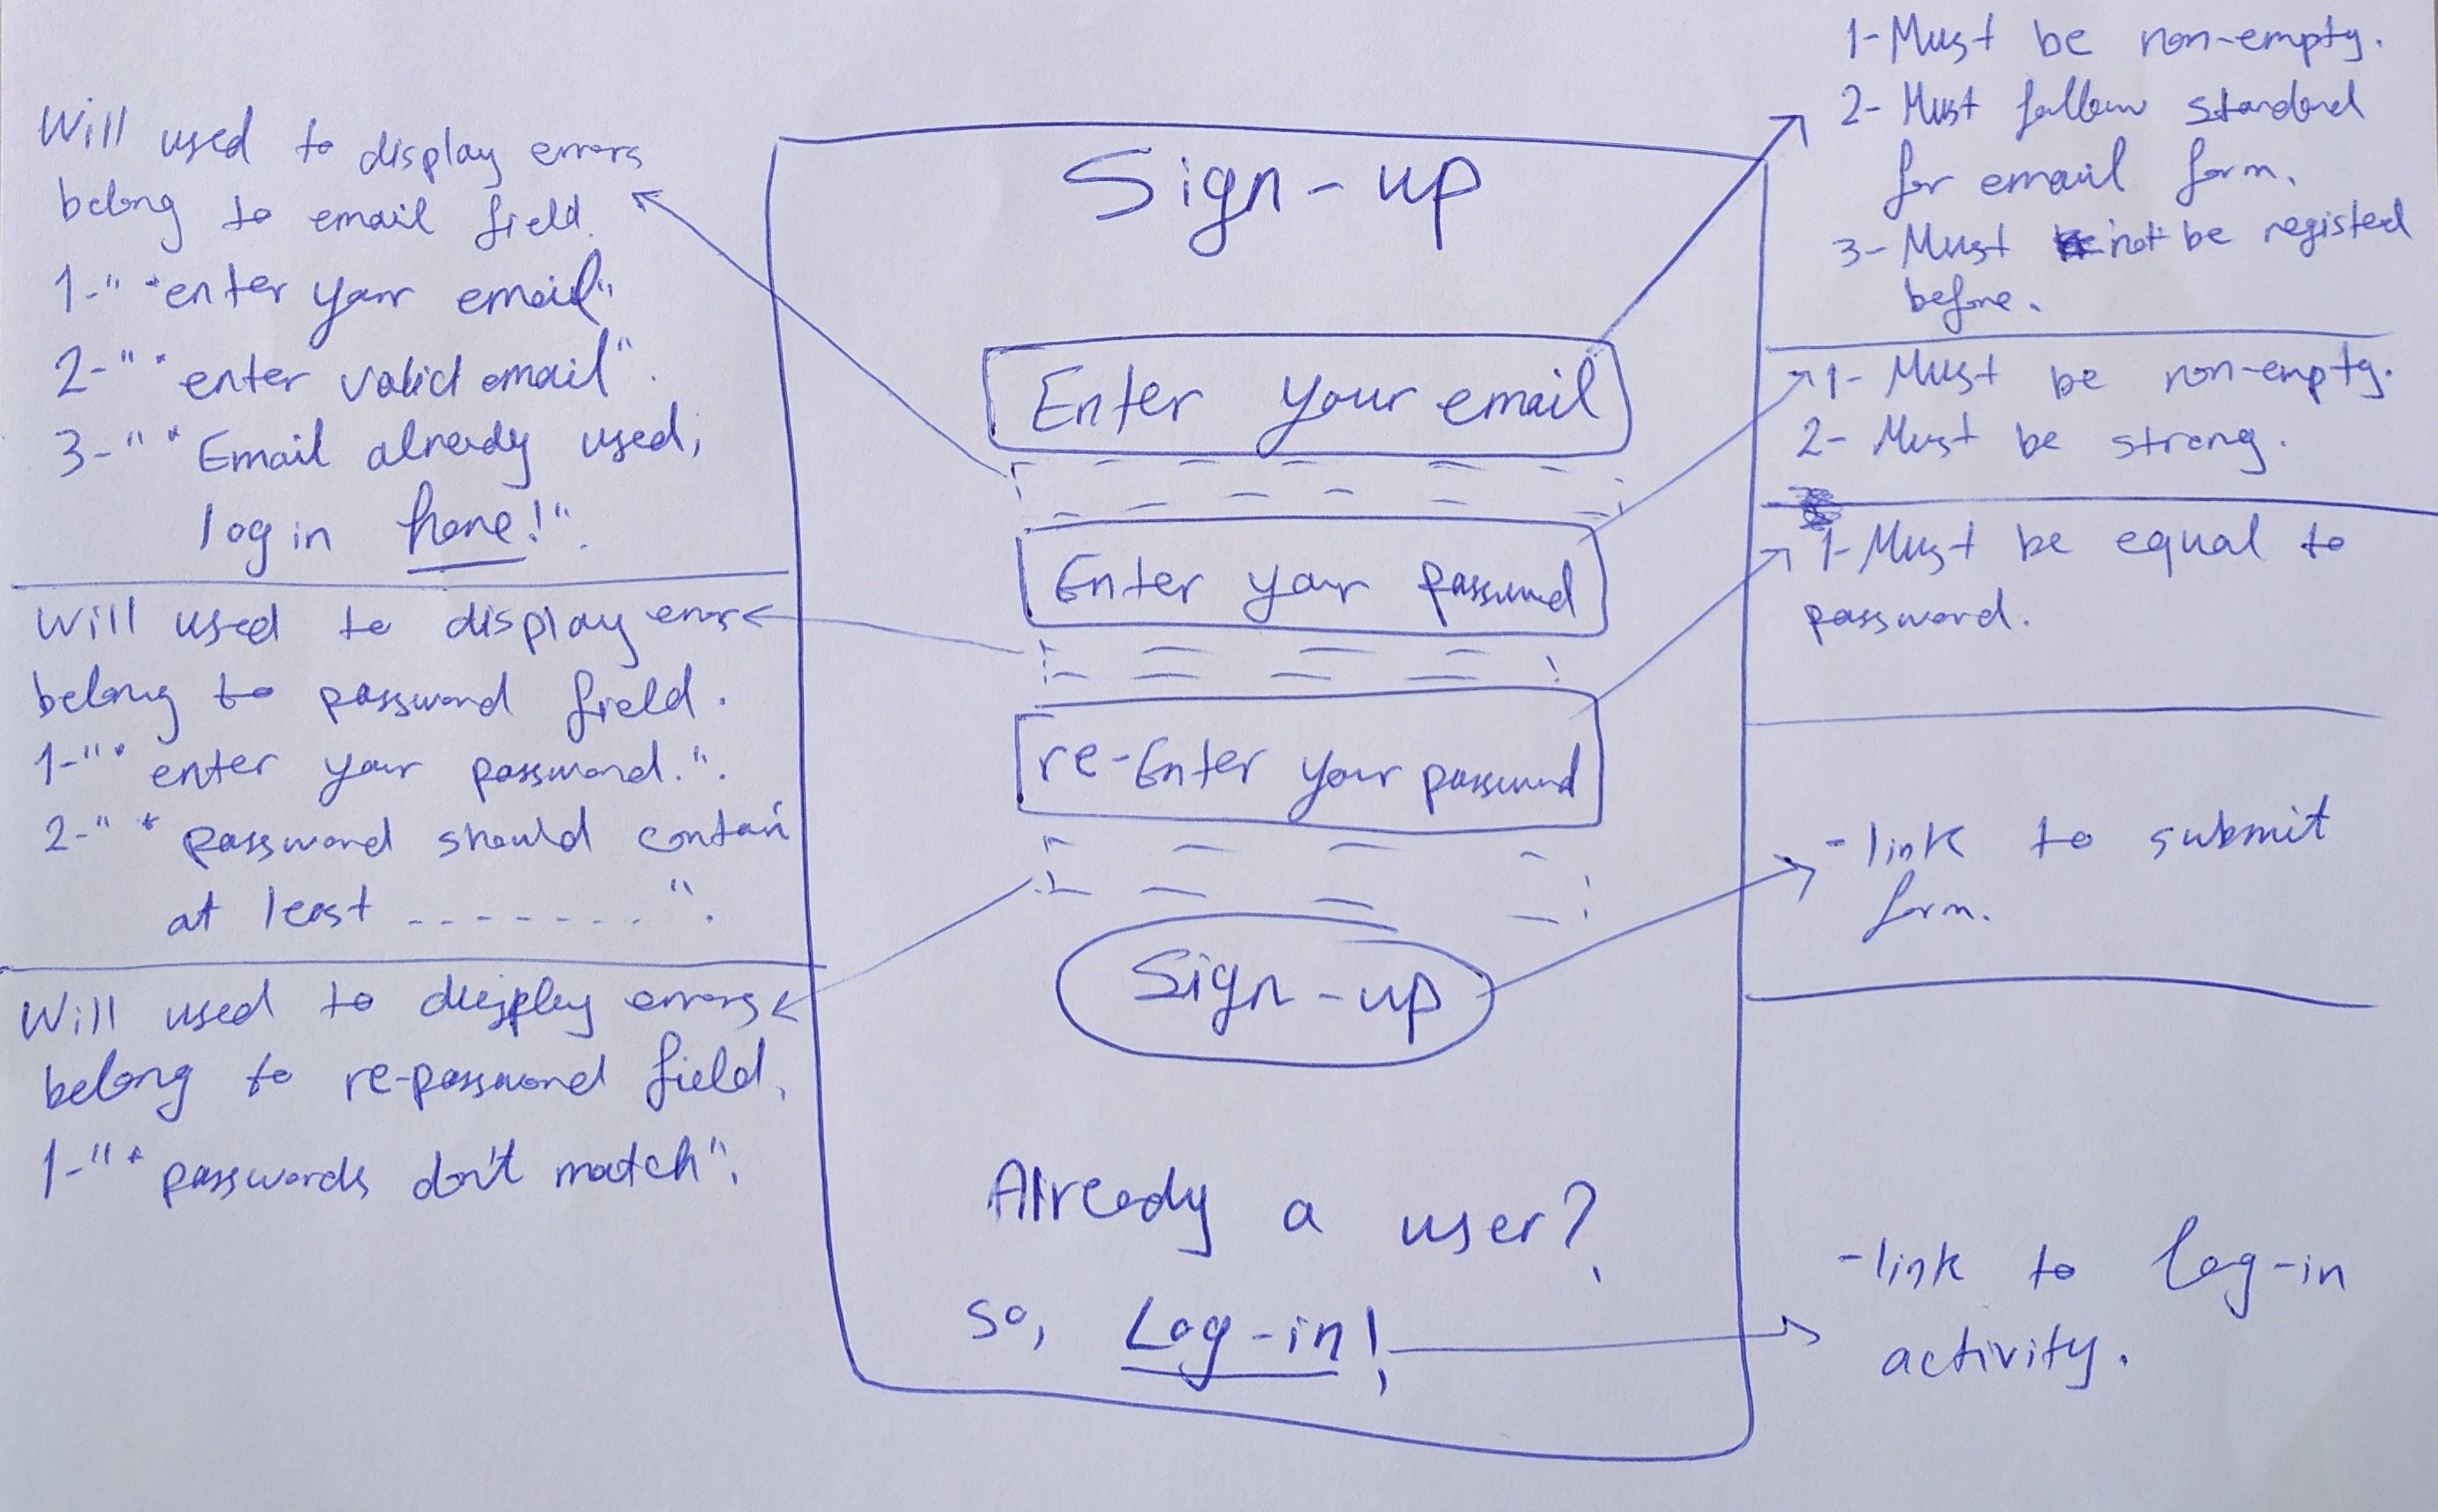 Will used to display errors
belong to email field.
1-" *enter your email"
2-" *enter valid email".
3-" *Email already used,
log in here!".
Will used to display error
belong to password field.
1-"* enter your password.".
2-" * password should contain
at least - - - - - - - - ".
Will used to display errors
belong to re-password field.
1-"* passwords don't match".
Sign-up
Enter your email
Enter your password
re-Enter your password
Sign-up
Already a user?
so, Log-in!
1- Must be non-empty.
2- Must follow standard
for email form.
3- Must not be registed
before.
1- Must be non-empty.
2- Must be strong.
1- Must be equal to
password.
- link to submit
form.
- link to log-in
activity.